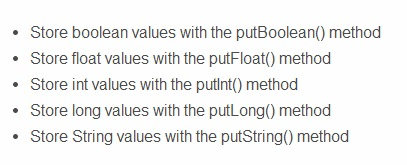 • Store boolean values with the putBoolean() method
• Store float values with the putFloat() method
• Store int values with the putInt() method
• Store long values with the putLong() method
• Store String values with the putString() method